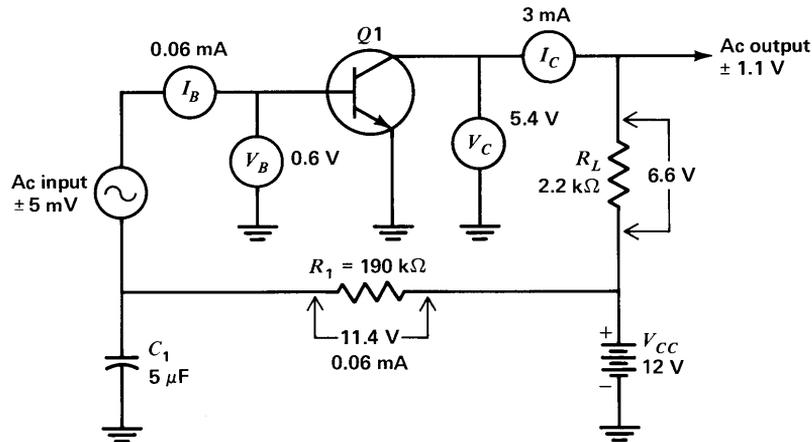 3 mA
Q1
0.06 mA
Ac output
± 1.1 V
I_B
I_C
5.4 V
V_B
0.6 V
V_C
R_L
2.2 kΩ
6.6 V
Ac input
± 5 mV
R_1 = 190 kΩ
11.4 V
0.06 mA
C_1
5 μF
+
V_CC
12 V
−